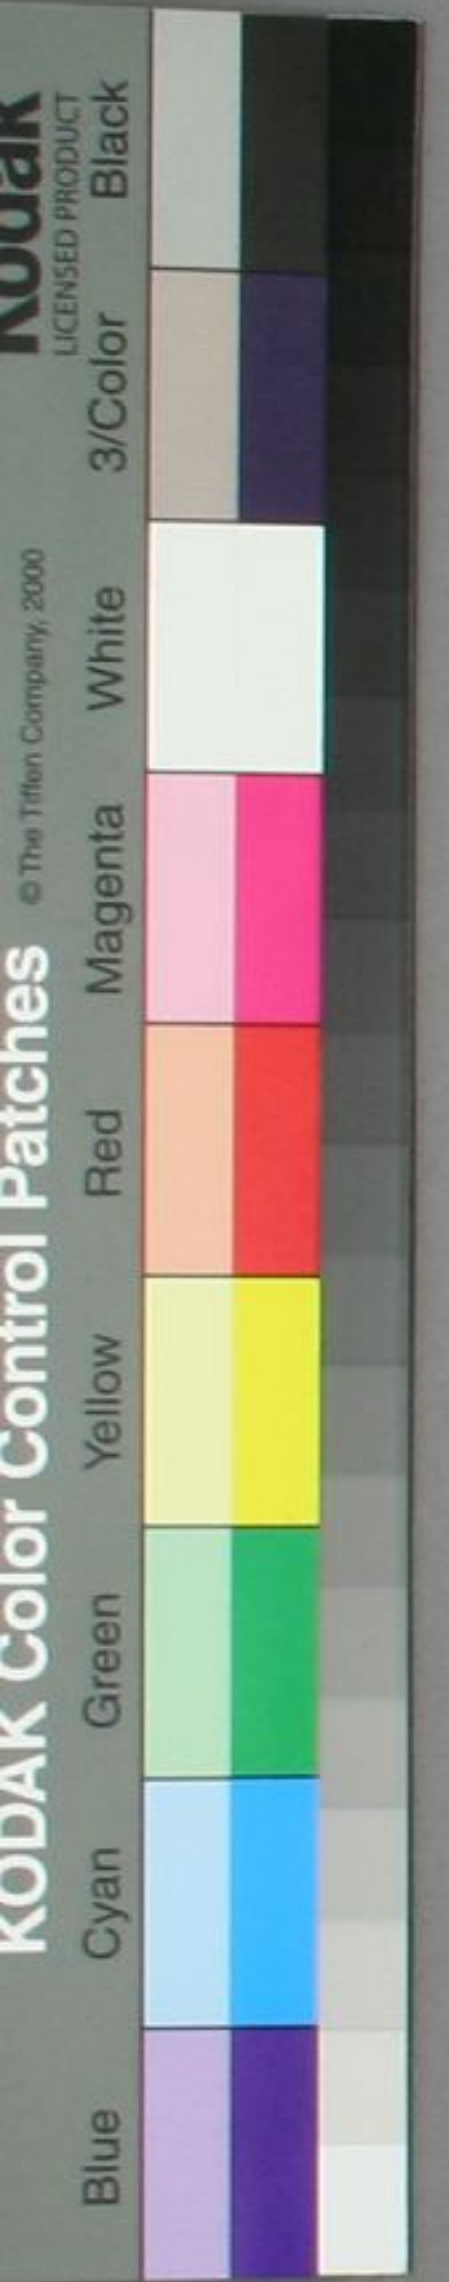 KODAK Color Control Patches © The Tiffen Company, 2000 Kodak
LICENSED PRODUCT
Blue Cyan Green Yellow Red Magenta White 3/Color Black